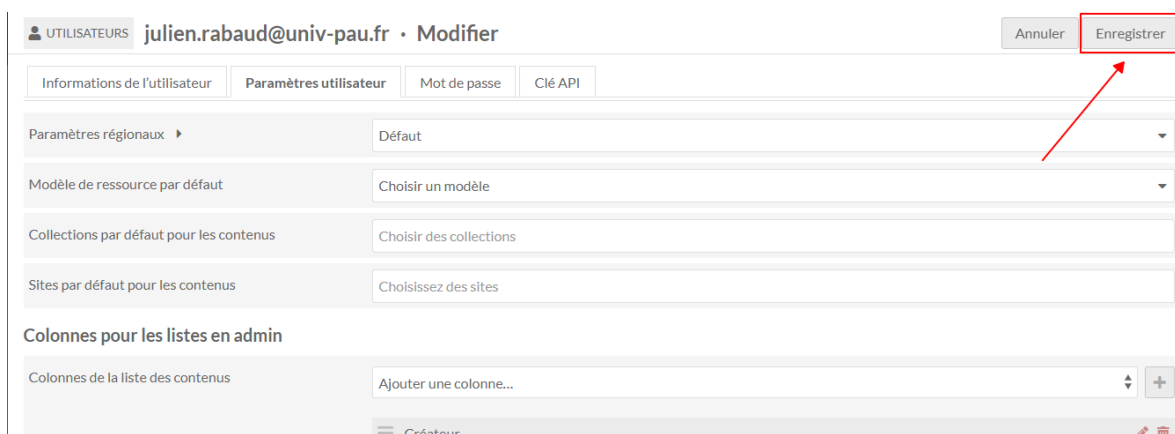 UTILISATEURS julien.rabaud@univ-pau.fr · Modifier
Annuler
Enregistrer
Informations de l'utilisateur
Paramètres utilisateur
Mot de passe
Clé API
Paramètres régionaux
Défaut
Modèle de ressource par défaut
Choisir un modèle
Collections par défaut pour les contenus
Choisir des collections
Sites par défaut pour les contenus
Choisissez des sites
Colonnes pour les listes en admin
Colonnes de la liste des contenus
Ajouter une colonne...
Créateur